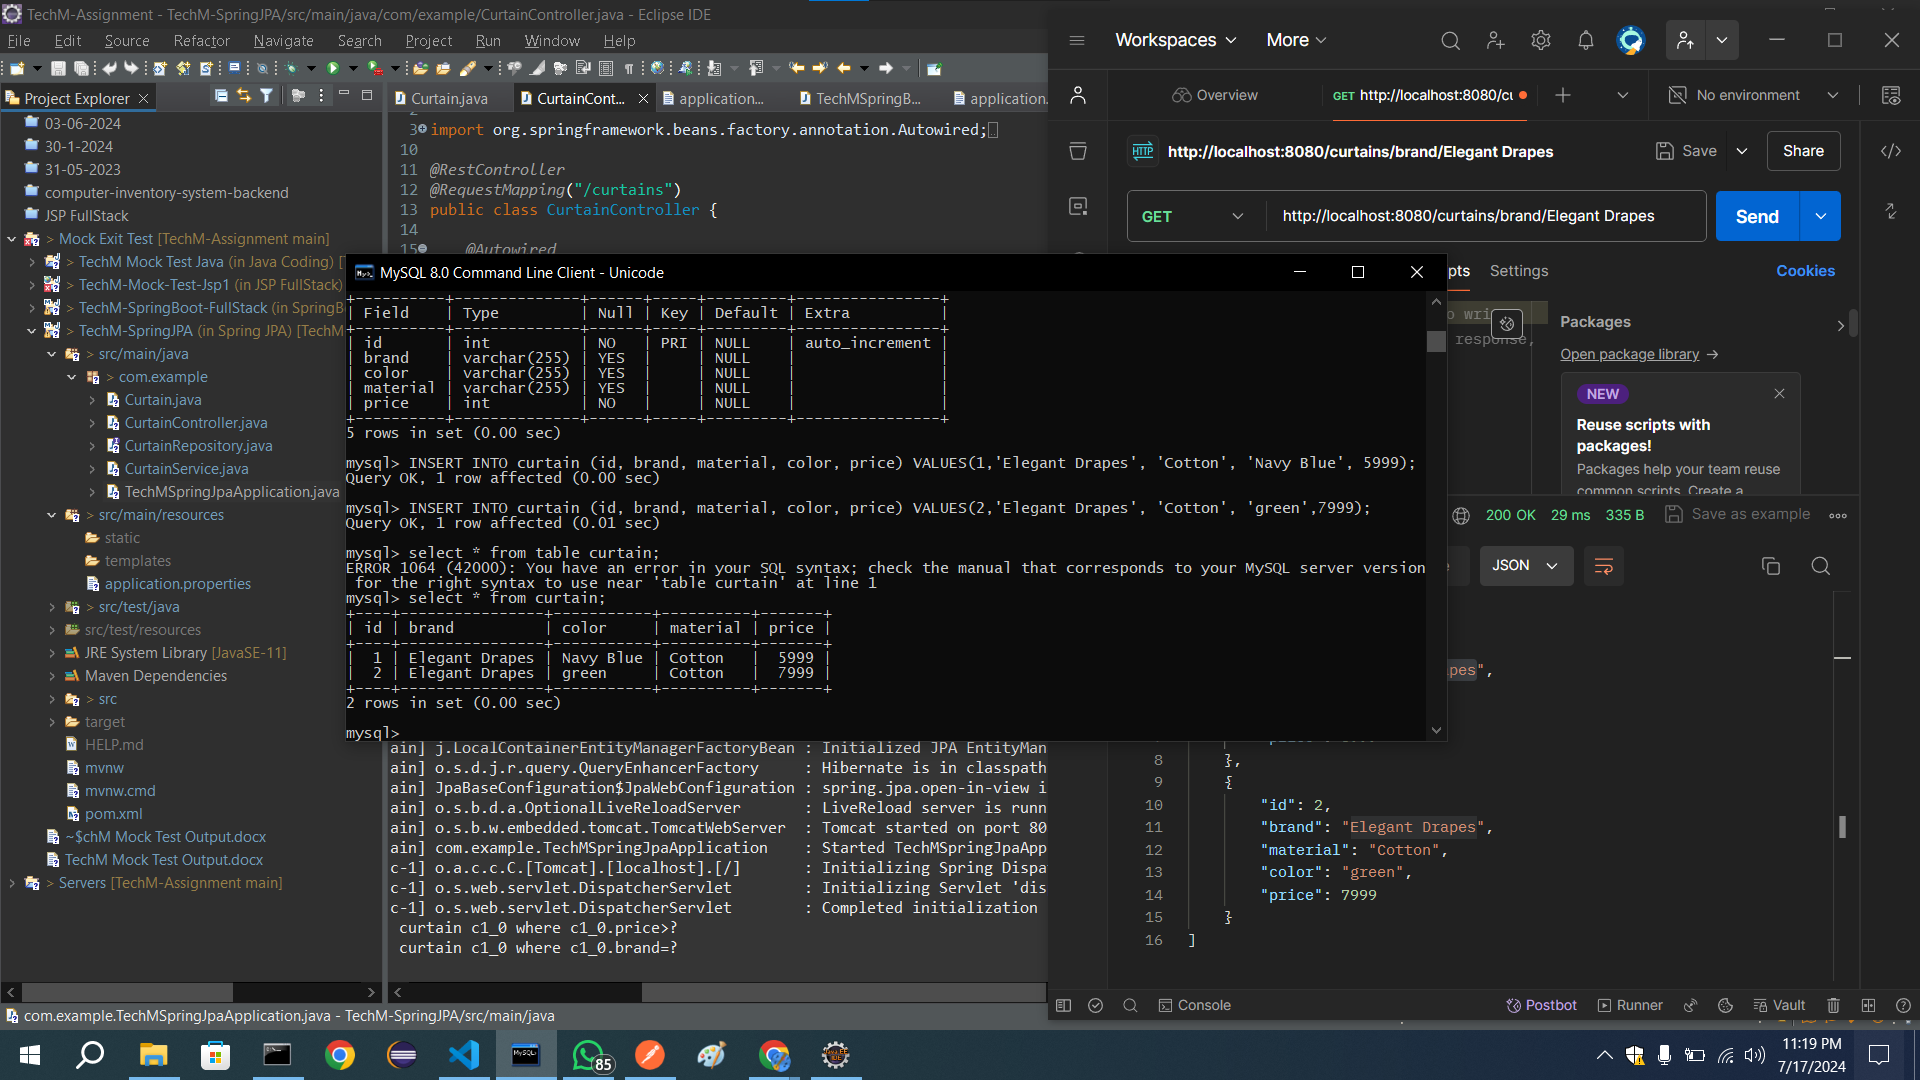 TechM-Assignment - TechM-SpringJPA/src/main/java/com/example/CurtainController.java - Eclipse IDE
File Edit Source Refactor Navigate Search Project Run Window Help
Project Explorer
03-06-2024
30-1-2024
31-05-2023
computer-inventory-system-backend
JSP FullStack
> Mock Exit Test [TechM-Assignment main]
> TechM Mock Test Java (in Java Coding) [
> TechM-Mock-Test-Jsp1 (in JSP FullStack)
> TechM-SpringBoot-FullStack (in SpringB
> TechM-SpringJPA (in Spring JPA) [TechM
> src/main/java
> com.example
Curtain.java
CurtainController.java
CurtainRepository.java
CurtainService.java
TechMSpringJpaApplication.java
> src/main/resources
static
templates
application.properties
> src/test/java
src/test/resources
JRE System Library [JavaSE-11]
Maven Dependencies
> src
target
HELP.md
mvnw
mvnw.cmd
pom.xml
~$chM Mock Test Output.docx
TechM Mock Test Output.docx
> Servers [TechM-Assignment main]
Curtain.java CurtainCont... application... TechMSpringB... application.
3 import org.springframework.beans.factory.annotation.Autowired;
10
11 @RestController
12 @RequestMapping("/curtains")
13 public class CurtainController {
14
15 @Autowired
MySQL 8.0 Command Line Client - Unicode
+----------+--------------+------+-----+---------+----------------+
| Field | Type | Null | Key | Default | Extra |
+----------+--------------+------+-----+---------+----------------+
| id | int | NO | PRI | NULL | auto_increment |
| brand | varchar(255) | YES | | NULL | |
| color | varchar(255) | YES | | NULL | |
| material | varchar(255) | YES | | NULL | |
| price | int | NO | | NULL | |
+----------+--------------+------+-----+---------+----------------+
5 rows in set (0.00 sec)
mysql> INSERT INTO curtain (id, brand, material, color, price) VALUES(1,'Elegant Drapes', 'Cotton', 'Navy Blue', 5999);
Query OK, 1 row affected (0.00 sec)
mysql> INSERT INTO curtain (id, brand, material, color, price) VALUES(2,'Elegant Drapes', 'Cotton', 'green',7999);
Query OK, 1 row affected (0.01 sec)
mysql> select * from table curtain;
ERROR 1064 (42000): You have an error in your SQL syntax; check the manual that corresponds to your MySQL server version
for the right syntax to use near 'table curtain' at line 1
mysql> select * from curtain;
+----+----------------+-----------+----------+-------+
| id | brand | color | material | price |
+----+----------------+-----------+----------+-------+
| 1 | Elegant Drapes | Navy Blue | Cotton | 5999 |
| 2 | Elegant Drapes | green | Cotton | 7999 |
+----+----------------+-----------+----------+-------+
2 rows in set (0.00 sec)
mysql>
ain] j.LocalContainerEntityManagerFactoryBean : Initialized JPA EntityMan
ain] o.s.d.j.r.query.QueryEnhancerFactory : Hibernate is in classpath
ain] JpaBaseConfiguration$JpaWebConfiguration : spring.jpa.open-in-view i
ain] o.s.b.d.a.OptionalLiveReloadServer : LiveReload server is runn
ain] o.s.b.w.embedded.tomcat.TomcatWebServer : Tomcat started on port 80
ain] com.example.TechMSpringJpaApplication : Started TechMSpringJpaApp
c-1] o.a.c.c.C.[Tomcat].[localhost].[/] : Initializing Spring Dispa
c-1] o.s.web.servlet.DispatcherServlet : Initializing Servlet 'dis
c-1] o.s.web.servlet.DispatcherServlet : Completed initialization
curtain c1_0 where c1_0.price>?
curtain c1_0 where c1_0.brand=?
com.example.TechMSpringJpaApplication.java - TechM-SpringJPA/src/main/java
Workspaces More
Overview GET http://localhost:8080/cu No environment
HTTP http://localhost:8080/curtains/brand/Elegant Drapes Save Share
GET http://localhost:8080/curtains/brand/Elegant Drapes Send
pts Settings Cookies
o wri
response,
Packages
Open package library →
NEW
Reuse scripts with
packages!
Packages help your team reuse
common scripts. Create a
200 OK 29 ms 335 B Save as example
JSON
pes",
8 },
9 {
10 "id": 2,
11 "brand": "Elegant Drapes",
12 "material": "Cotton",
13 "color": "green",
14 "price": 7999
15 }
16 ]
Console Postbot Runner Vault
85
11:19 PM
7/17/2024